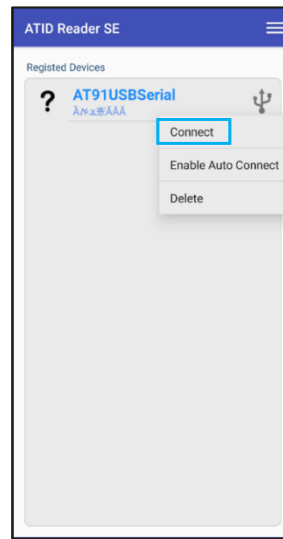 ATID Reader SE
Registed Devices
?
AT91USBSerial
Connect
Enable Auto Connect
Delete